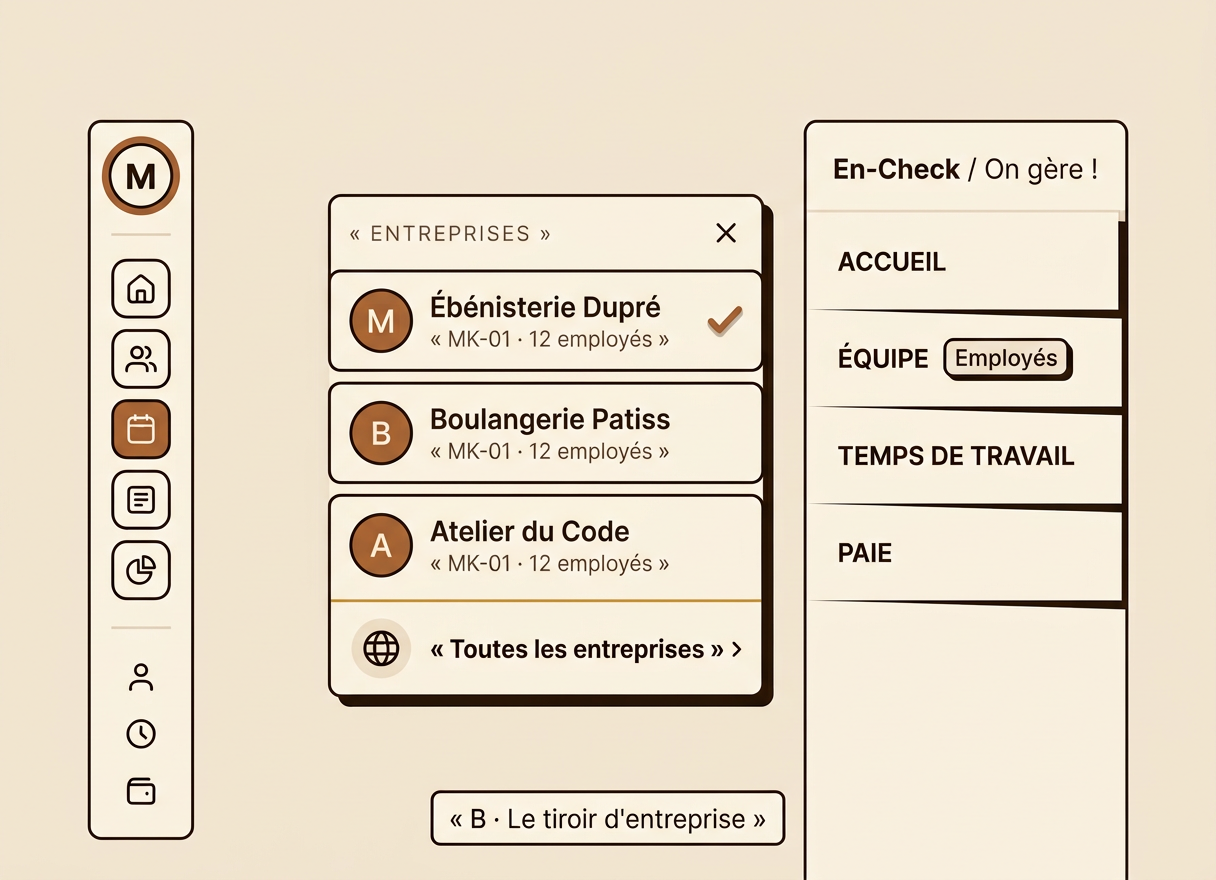 M
« ENTREPRISES »
M
Ébénisterie Dupré
« MK-01 · 12 employés »
B
Boulangerie Patiss
« MK-01 · 12 employés »
A
Atelier du Code
« MK-01 · 12 employés »
« Toutes les entreprises »
« B · Le tiroir d'entreprise »
En-Check / On gère !
ACCUEIL
ÉQUIPE Employés
TEMPS DE TRAVAIL
PAIE